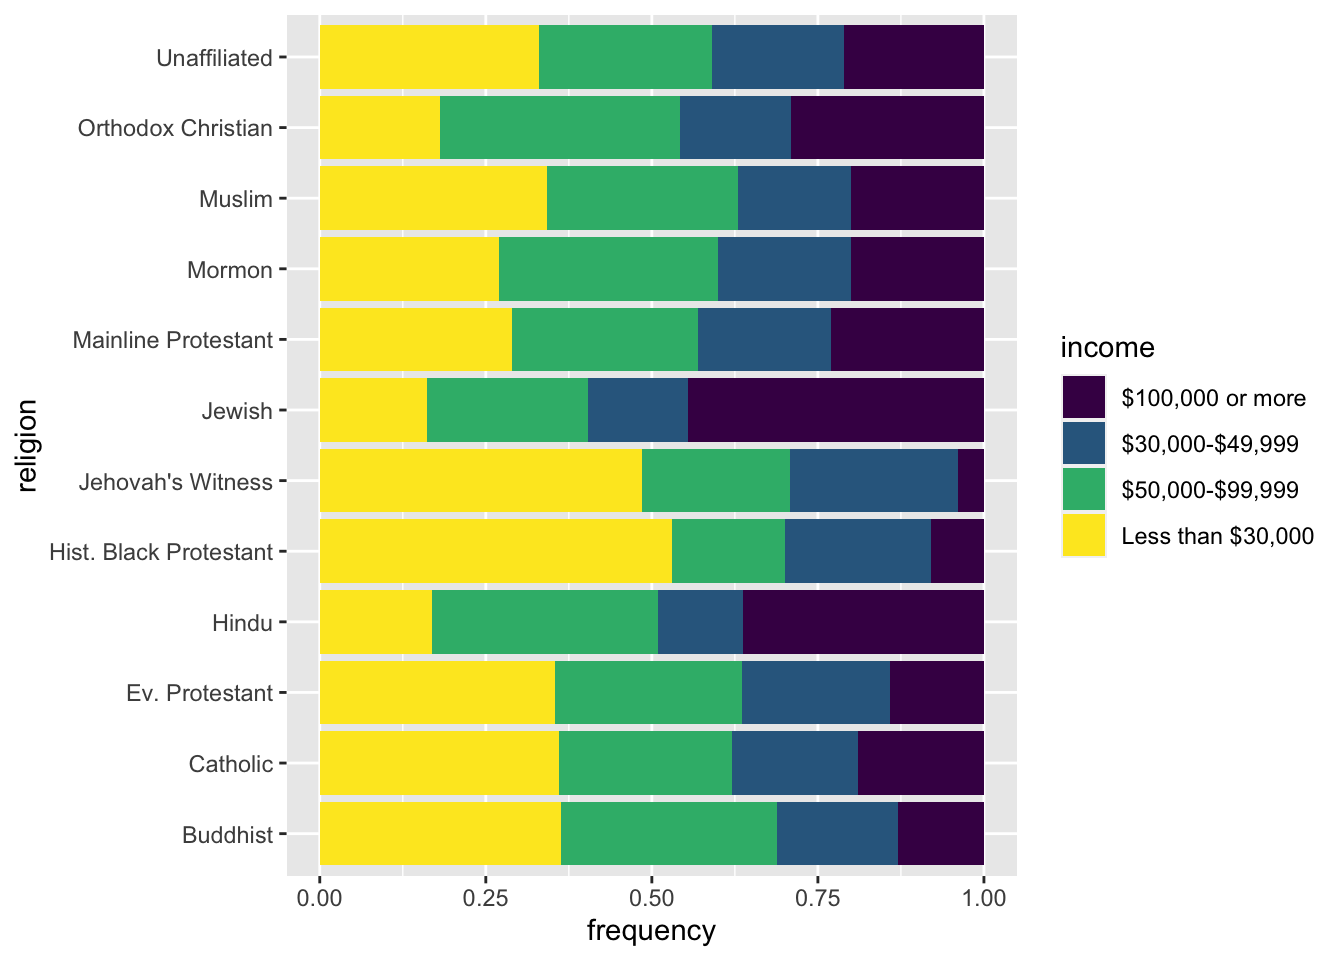 Unaffiliated
Orthodox Christian
Muslim
Mormon
Mainline Protestant
Jewish
Jehovah's Witness
Hist. Black Protestant
Hindu
Ev. Protestant
Catholic
Buddhist
religion
0.00 0.25 0.50 0.75 1.00
frequency
income
$100,000 or more
$30,000-$49,999
$50,000-$99,999
Less than $30,000